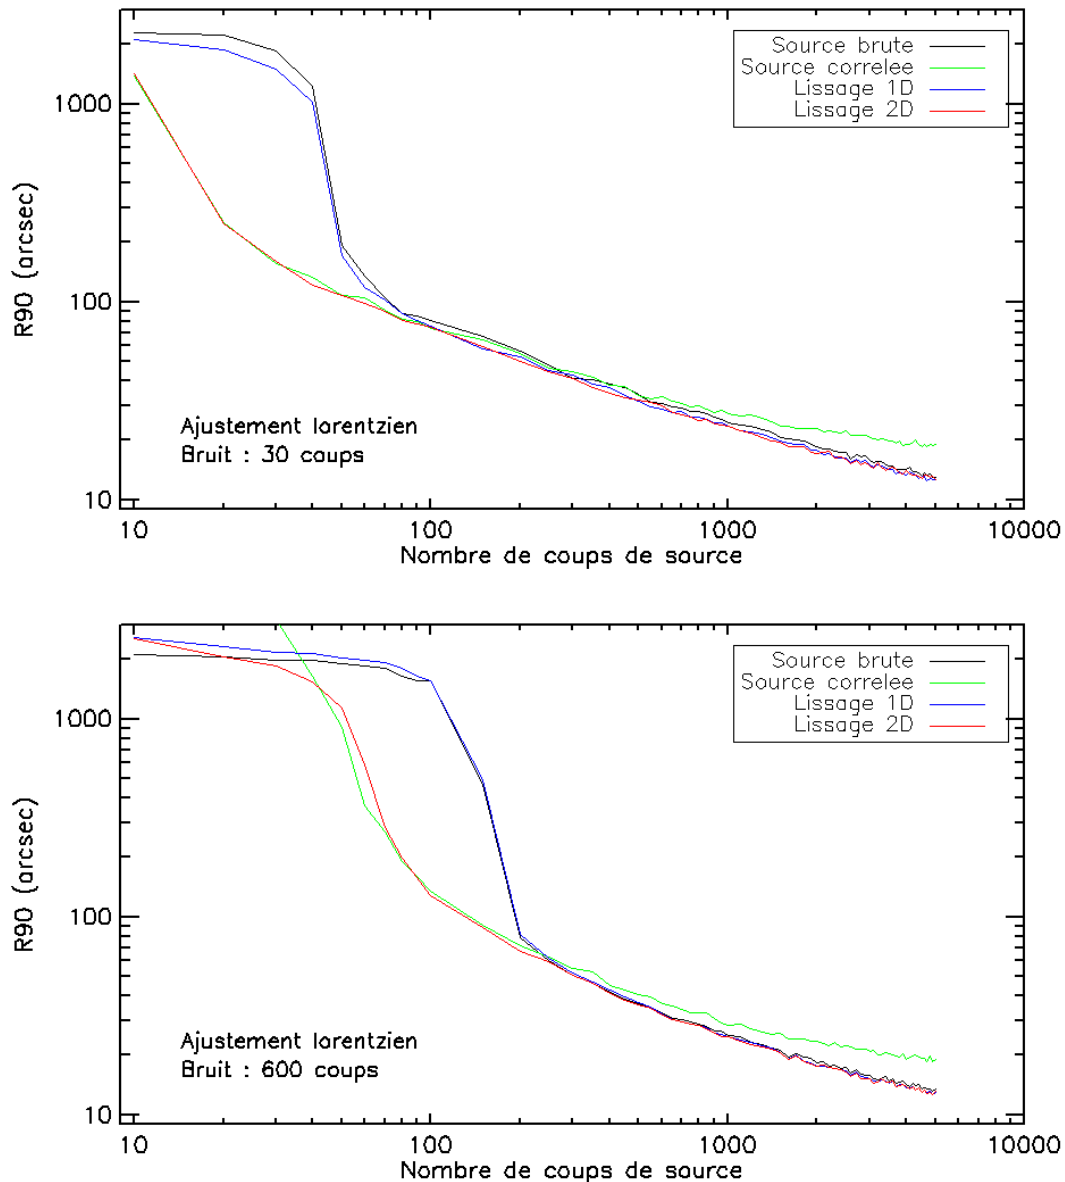 1000
100
10
R90 (arcsec)
Source brute
Source correlee
Lissage 1D
Lissage 2D
Ajustement lorentzien
Bruit : 30 coups
10
100
1000
10000
Nombre de coups de source
1000
100
10
R90 (arcsec)
Source brute
Source correlee
Lissage 1D
Lissage 2D
Ajustement lorentzien
Bruit : 600 coups
10
100
1000
10000
Nombre de coups de source